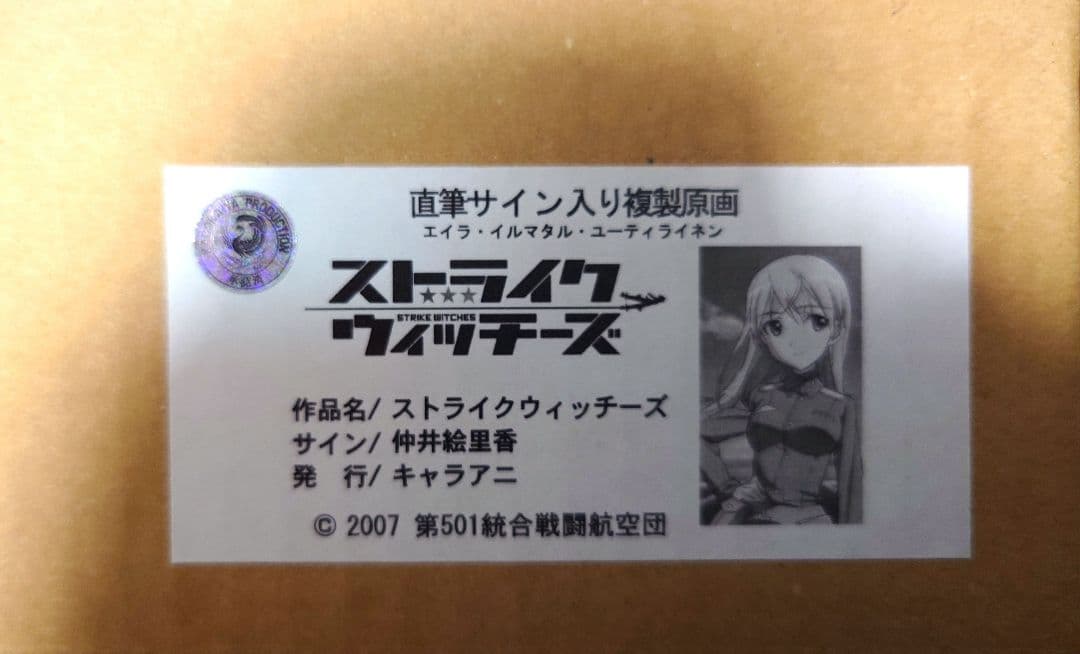 直筆サイン入り複製原画
エイラ・イルマタル・ユーティライネン
ストライク
STRIKE WITCHES
ウィッチーズ
作品名/ ストライクウィッチーズ
サイン/ 仲井絵里香
発　行/ キャラアニ
© 2007 第501統合戦闘航空団
PRODUCTION